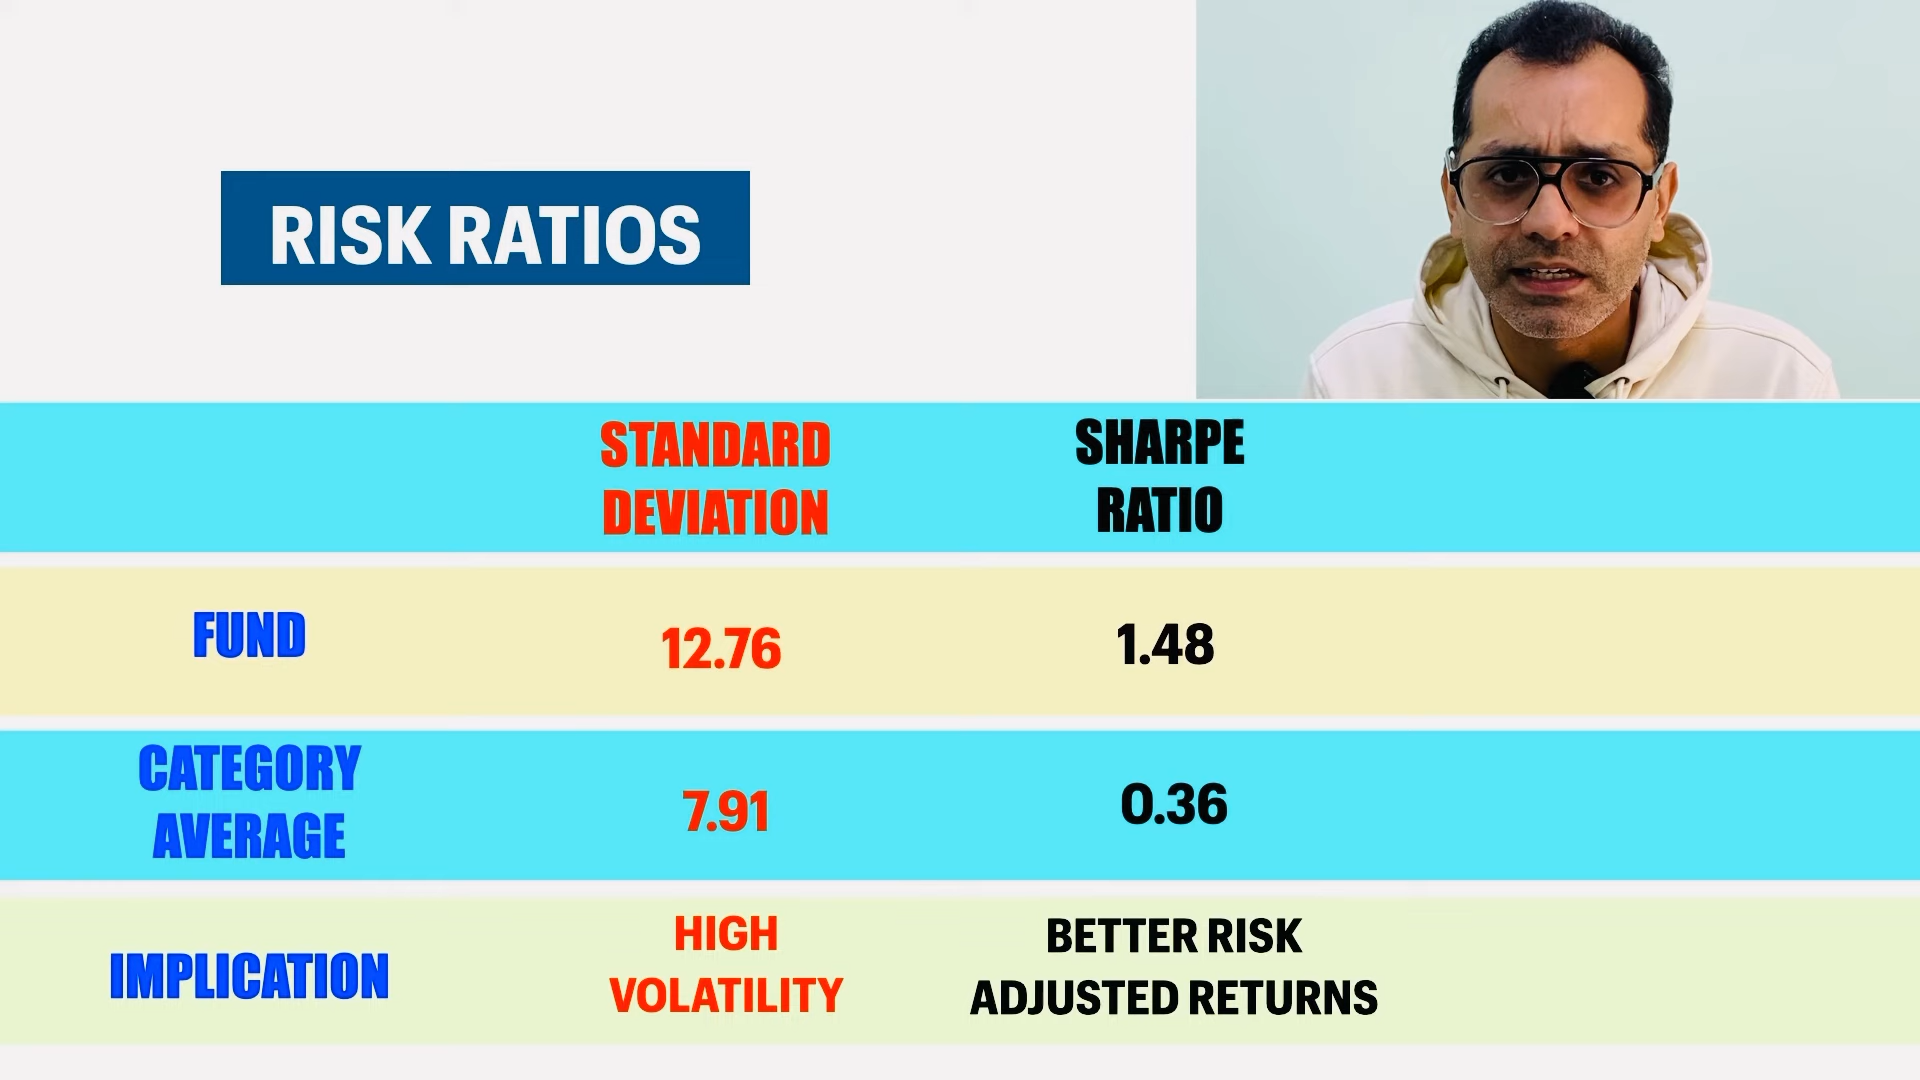 RISK RATIOS
STANDARD
DEVIATION
SHARPE
RATIO
FUND
12.76
1.48
CATEGORY
AVERAGE
7.91
0.36
IMPLICATION
HIGH
VOLATILITY
BETTER RISK
ADJUSTED RETURNS